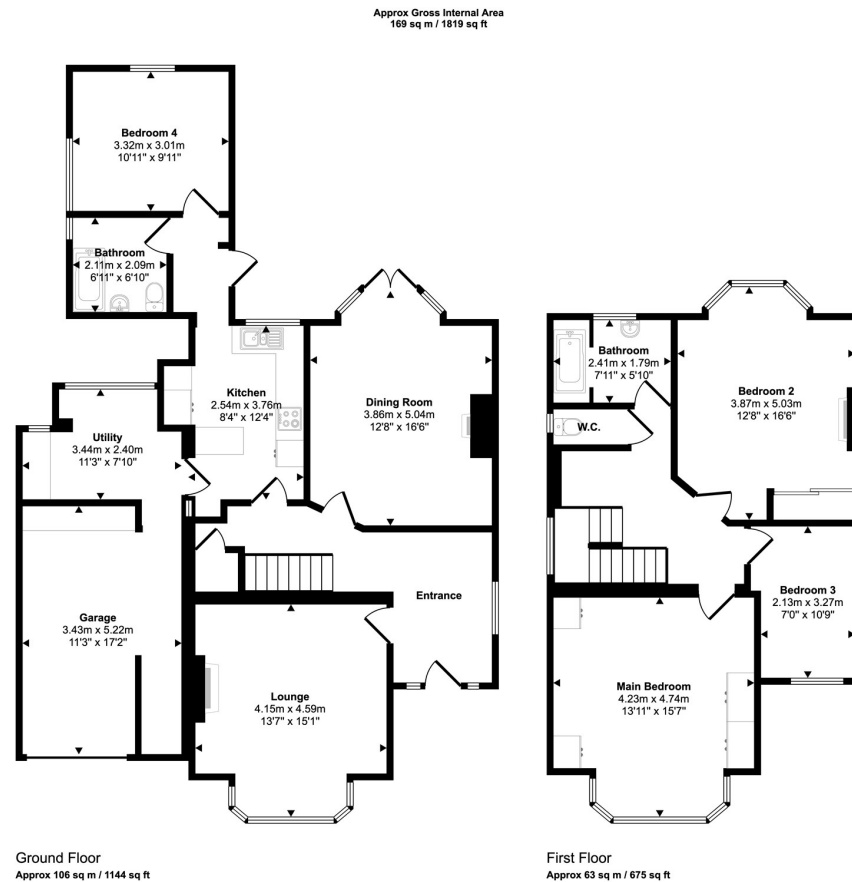 Approx Gross Internal Area
169 sq m / 1819 sq ft
Bedroom 4
3.32m x 3.01m
10'11" x 9'11"
Bathroom
2.11m x 2.09m
6'11" x 6'10"
Kitchen
2.54m x 3.76m
8'4" x 12'4"
Dining Room
3.86m x 5.04m
12'8" x 16'6"
Utility
3.44m x 2.40m
11'3" x 7'10"
Garage
3.43m x 5.22m
11'3" x 17'2"
Entrance
Lounge
4.15m x 4.59m
13'7" x 15'1"
Ground Floor
Approx 106 sq m / 1144 sq ft
Bathroom
2.41m x 1.79m
7'11" x 5'10"
W.C.
Bedroom 2
3.87m x 5.03m
12'8" x 16'6"
Bedroom 3
2.13m x 3.27m
7'0" x 10'9"
Main Bedroom
4.23m x 4.74m
13'11" x 15'7"
First Floor
Approx 63 sq m / 675 sq ft